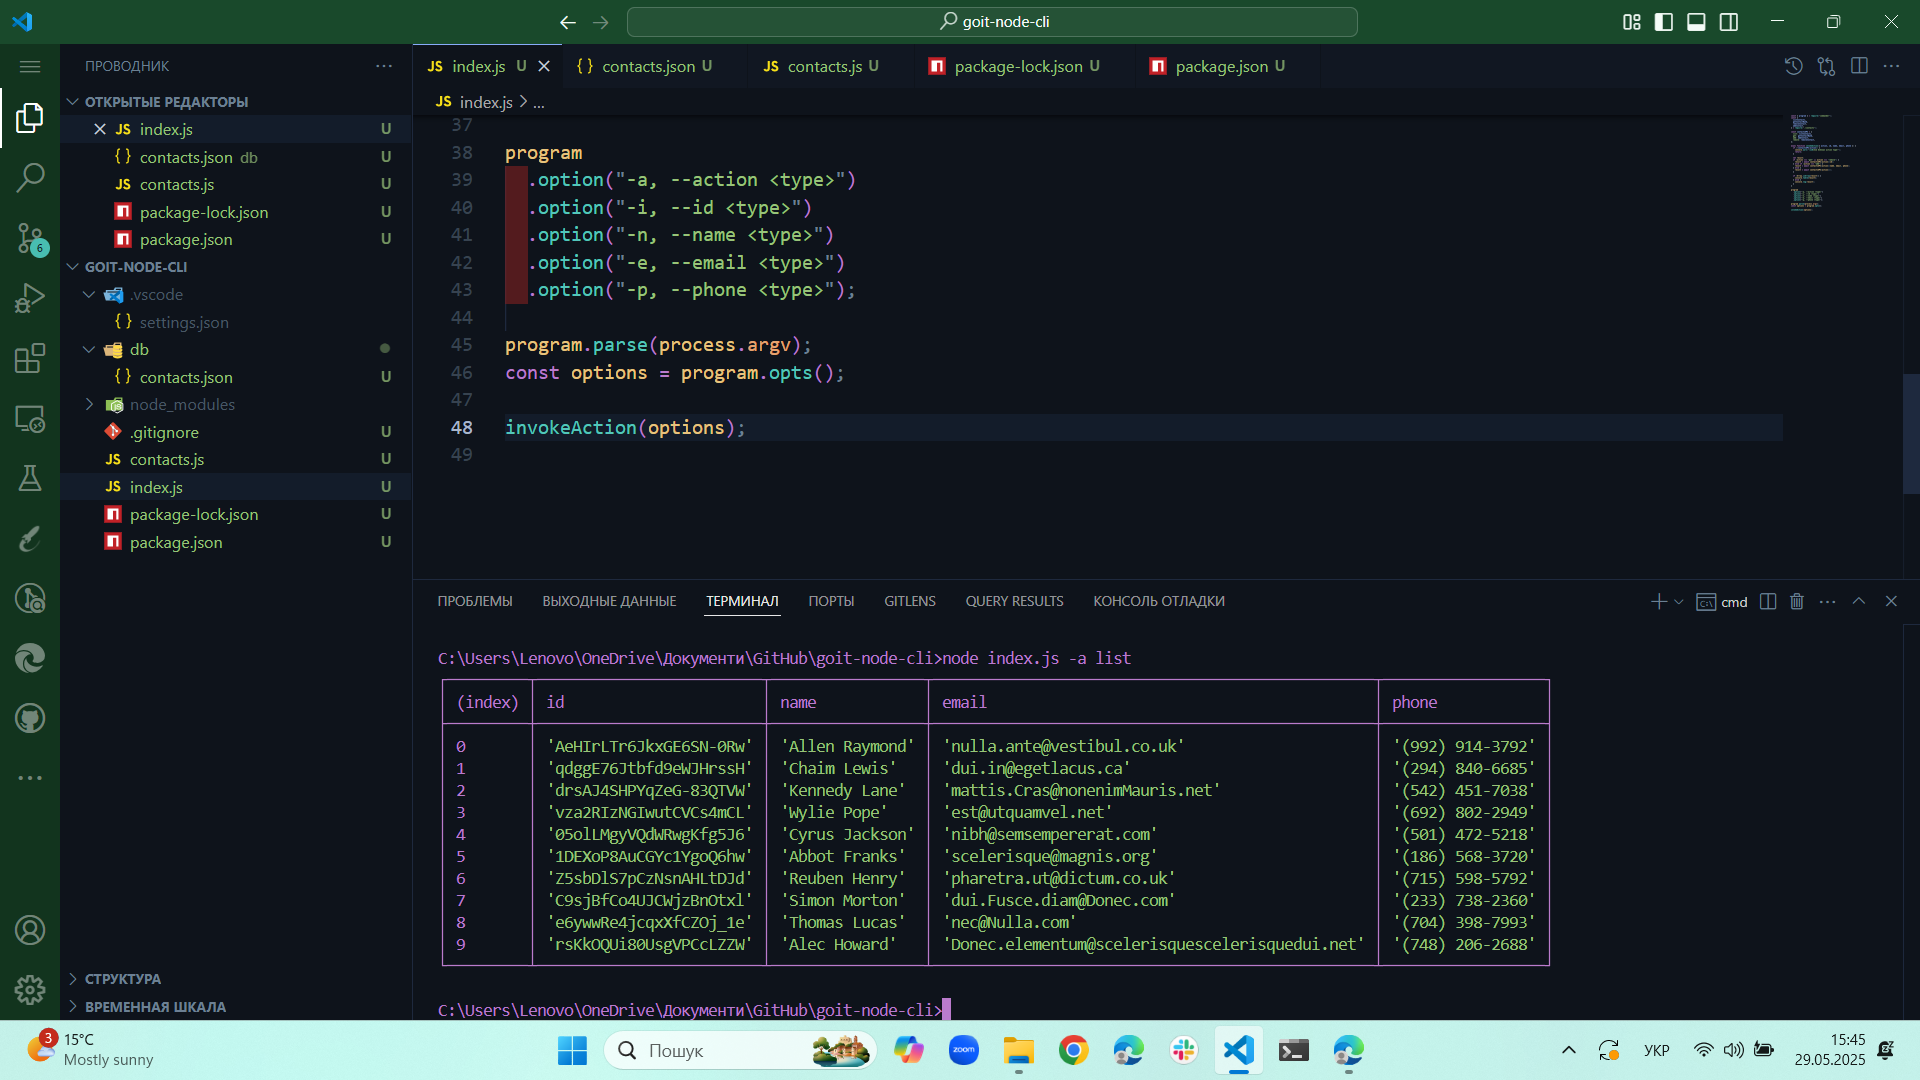 goit-node-cli
ПРОВОДНИК
ОТКРЫТЫЕ РЕДАКТОРЫ
JS index.js U
{} contacts.json db U
JS contacts.js U
package-lock.json U
package.json U
GOIT-NODE-CLI
.vscode
{} settings.json
db
{} contacts.json U
node_modules
.gitignore U
JS contacts.js U
JS index.js U
package-lock.json U
package.json U
СТРУКТУРА
ВРЕМЕННАЯ ШКАЛА
6
JS index.js U
{} contacts.json U
JS contacts.js U
package-lock.json U
package.json U
JS index.js > ...
37
38 program
39 .option("-a, --action <type>")
40 .option("-i, --id <type>")
41 .option("-n, --name <type>")
42 .option("-e, --email <type>")
43 .option("-p, --phone <type>");
44
45 program.parse(process.argv);
46 const options = program.opts();
47
48 invokeAction(options);
49
ПРОБЛЕМЫ ВЫХОДНЫЕ ДАННЫЕ ТЕРМИНАЛ ПОРТЫ GITLENS QUERY RESULTS КОНСОЛЬ ОТЛАДКИ
cmd
C:\Users\Lenovo\OneDrive\Документи\GitHub\goit-node-cli>node index.js -a list
(index) id name email phone
0 'AeHIrLTr6JkxGE6SN-0Rw' 'Allen Raymond' 'nulla.ante@vestibul.co.uk' '(992) 914-3792'
1 'qdggE76Jtbfd9eWJHrssH' 'Chaim Lewis' 'dui.in@egetlacus.ca' '(294) 840-6685'
2 'drsAJ4SHPYqZeG-83QTVW' 'Kennedy Lane' 'mattis.Cras@nonenimMauris.net' '(542) 451-7038'
3 'vza2RIzNGIwutCVCs4mCL' 'Wylie Pope' 'est@utquamvel.net' '(692) 802-2949'
4 '05olLMgyVQdWRwgKfg5J6' 'Cyrus Jackson' 'nibh@semsempererat.com' '(501) 472-5218'
5 '1DEXoP8AuCGYc1YgoQ6hw' 'Abbot Franks' 'scelerisque@magnis.org' '(186) 568-3720'
6 'Z5sbDlS7pCzNsnAHLtDJd' 'Reuben Henry' 'pharetra.ut@dictum.co.uk' '(715) 598-5792'
7 'C9sjBfCo4UJCWjzBnOtxl' 'Simon Morton' 'dui.Fusce.diam@Donec.com' '(233) 738-2360'
8 'e6ywwRe4jcqxXfCZOj_1e' 'Thomas Lucas' 'nec@Nulla.com' '(704) 398-7993'
9 'rsKkOQUi80UsgVPCcLZZW' 'Alec Howard' 'Donec.elementum@scelerisquescelerisquedui.net' '(748) 206-2688'
C:\Users\Lenovo\OneDrive\Документи\GitHub\goit-node-cli>
3
15°C
Mostly sunny
Пошук
zoom
УКР
15:45
29.05.2025